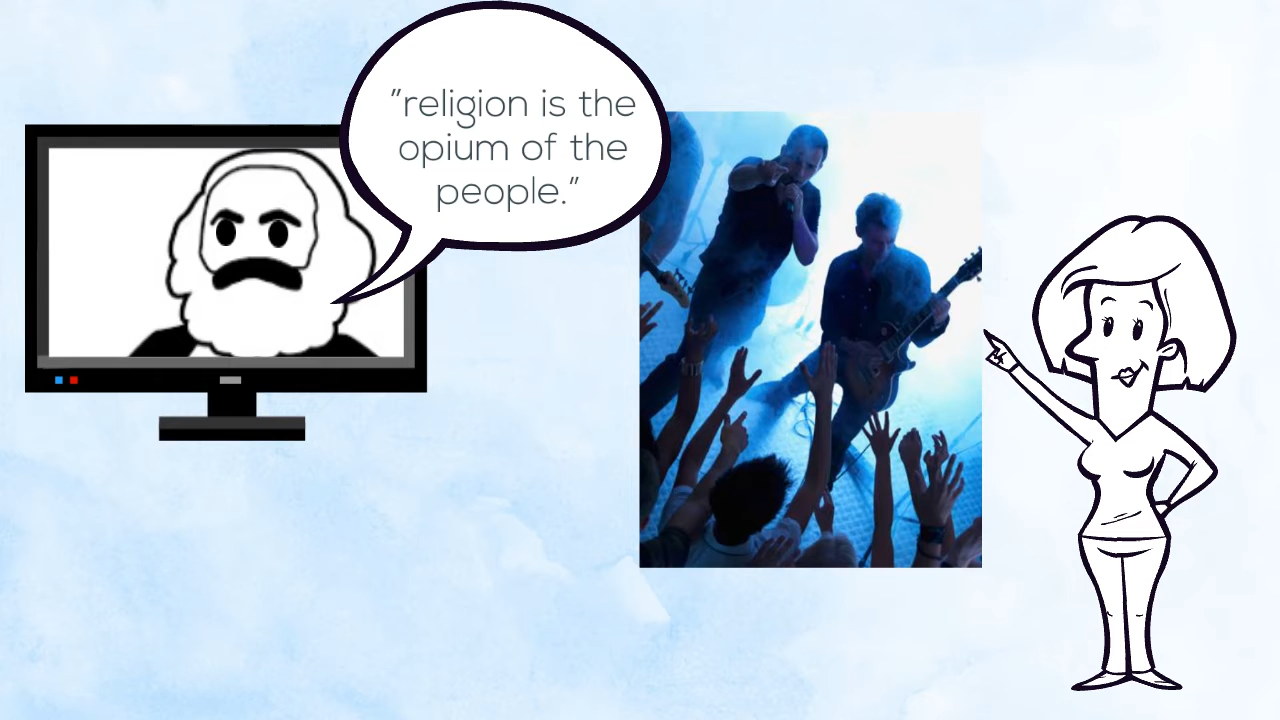 "religion is the
opium of the
people."